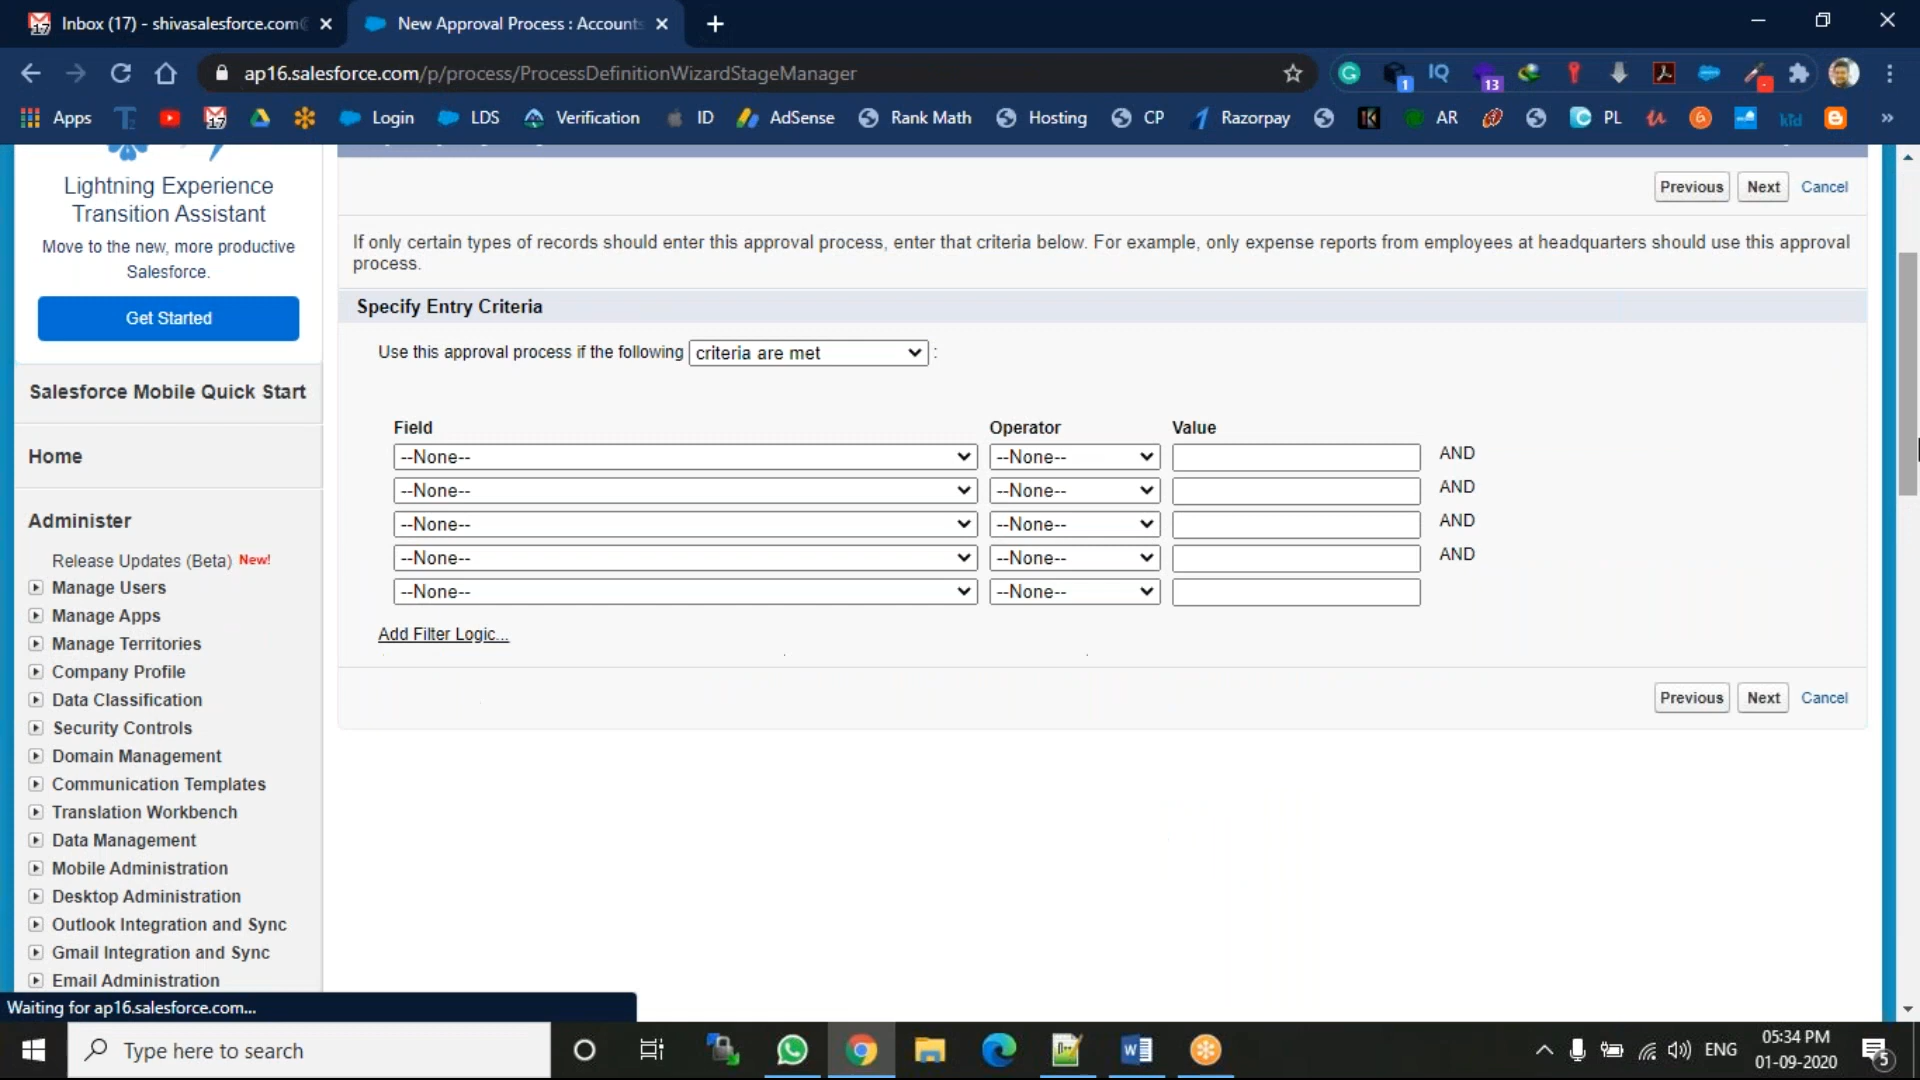 Inbox (17) - shivasalesforce.com
New Approval Process : Accounts
ap16.salesforce.com/p/process/ProcessDefinitionWizardStageManager
IQ
1
13
Apps
17
Login
LDS
Verification
ID
AdSense
Rank Math
Hosting
CP
Razorpay
AR
PL
kid
»
Lightning Experience
Transition Assistant
Move to the new, more productive
Salesforce.
Get Started
Salesforce Mobile Quick Start
Home
Administer
Release Updates (Beta) New!
Manage Users
Manage Apps
Manage Territories
Company Profile
Data Classification
Security Controls
Domain Management
Communication Templates
Translation Workbench
Data Management
Mobile Administration
Desktop Administration
Outlook Integration and Sync
Gmail Integration and Sync
Email Administration
Previous Next Cancel
If only certain types of records should enter this approval process, enter that criteria below. For example, only expense reports from employees at headquarters should use this approval
process.
Specify Entry Criteria
Use this approval process if the following criteria are met :
Field Operator Value
--None-- --None-- AND
--None-- --None-- AND
--None-- --None-- AND
--None-- --None-- AND
--None-- --None--
Add Filter Logic...
Previous Next Cancel
Waiting for ap16.salesforce.com...
Type here to search
ENG
05:34 PM
01-09-2020
5